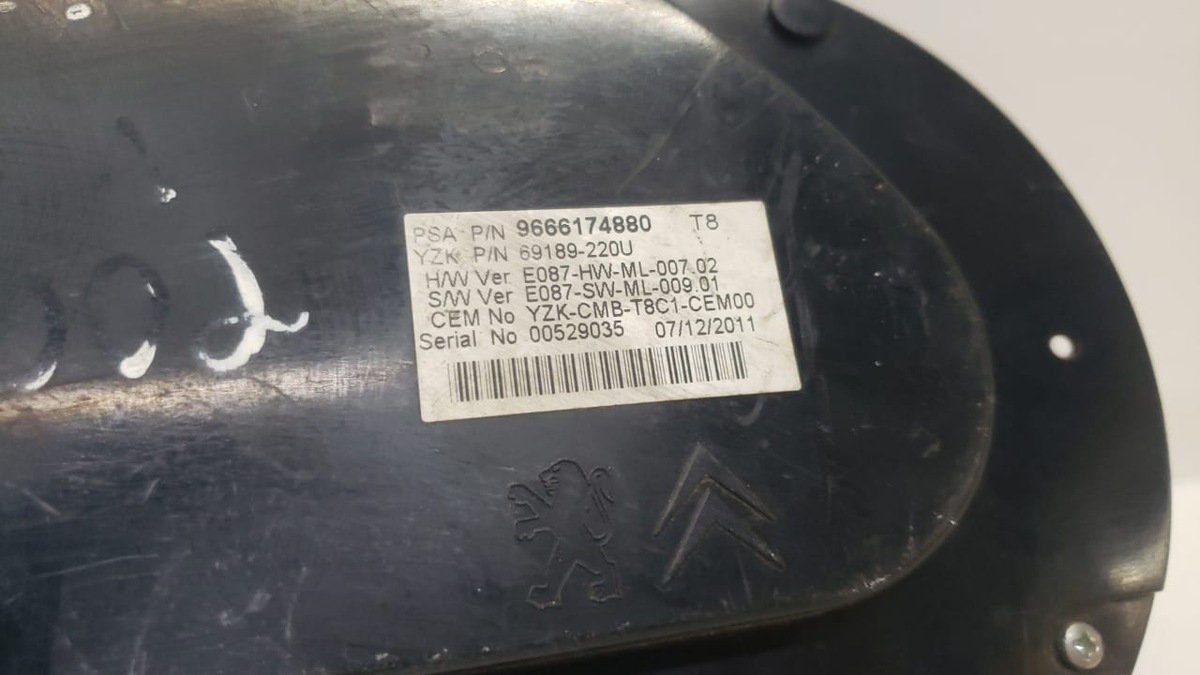 PSA P/N 9666174880 T8
YZK P/N 69189-220U
H/W Ver E087-HW-ML-007.02
S/W Ver E087-SW-ML-009.01
CEM No YZK-CMB-T8C1-CEM00
Serial No 00529035 07/12/2011